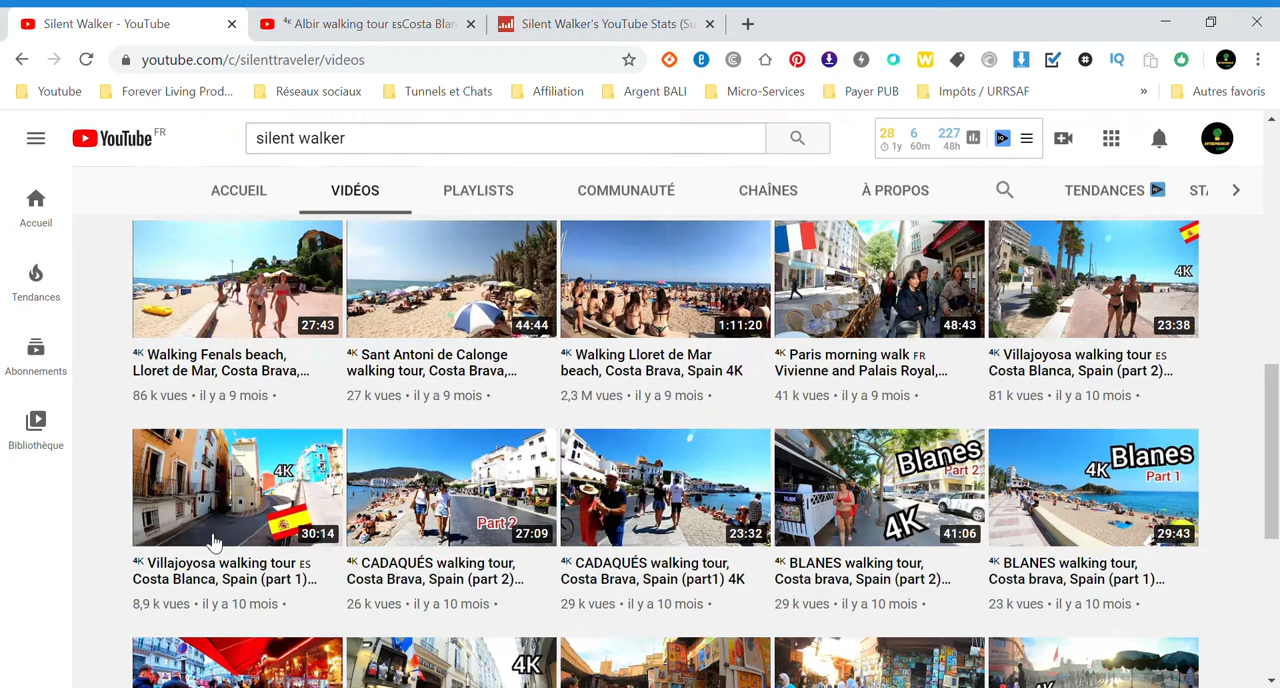 Silent Walker - YouTube
⁴ᴷ Albir walking tour ESCosta Blan
Silent Walker's YouTube Stats (Su
youtube.com/c/silenttraveler/videos
Youtube
Forever Living Prod...
Réseaux sociaux
Tunnels et Chats
Affiliation
Argent BALI
Micro-Services
Payer PUB
Impôts / URRSAF
»
Autres favoris
YouTube FR
silent walker
28 6 227
1y 60m 48h
ACCUEIL
VIDÉOS
PLAYLISTS
COMMUNAUTÉ
CHAÎNES
À PROPOS
TENDANCES
STA
Accueil
Tendances
Abonnements
Bibliothèque
27:43
44:44
1:11:20
48:43
4K
23:38
⁴ᴷ Walking Fenals beach,
Lloret de Mar, Costa Brava,...
86 k vues • il y a 9 mois •
⁴ᴷ Sant Antoni de Calonge
walking tour, Costa Brava,...
27 k vues • il y a 9 mois •
⁴ᴷ Walking Lloret de Mar
beach, Costa Brava, Spain 4K
2,3 M vues • il y a 9 mois •
⁴ᴷ Paris morning walk FR
Vivienne and Palais Royal,...
41 k vues • il y a 9 mois •
⁴ᴷ Villajoyosa walking tour ES
Costa Blanca, Spain (part 2)...
81 k vues • il y a 10 mois •
4K
30:14
Part 2
27:09
23:32
Blanes
Part 2
4K
41:06
4K Blanes
Part 1
29:43
⁴ᴷ Villajoyosa walking tour ES
Costa Blanca, Spain (part 1)...
8,9 k vues • il y a 10 mois •
⁴ᴷ CADAQUÉS walking tour,
Costa Brava, Spain (part 2)...
26 k vues • il y a 10 mois •
⁴ᴷ CADAQUÉS walking tour,
Costa Brava, Spain (part1) 4K
29 k vues • il y a 10 mois •
⁴ᴷ BLANES walking tour,
Costa brava, Spain (part 2)...
29 k vues • il y a 10 mois •
⁴ᴷ BLANES walking tour,
Costa brava, Spain (part 1)...
23 k vues • il y a 10 mois •
4K